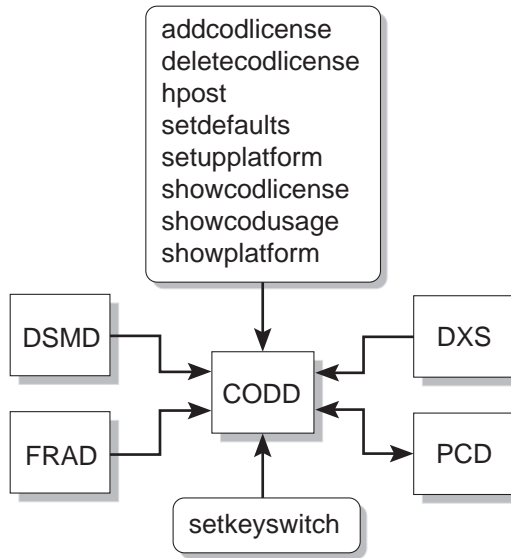 addcodlicense
deletecodlicense
hpost
setdefaults
setupplatform
showcodlicense
showcodusage
showplatform
DSMD
DXS
CODD
FRAD
PCD
setkeyswitch